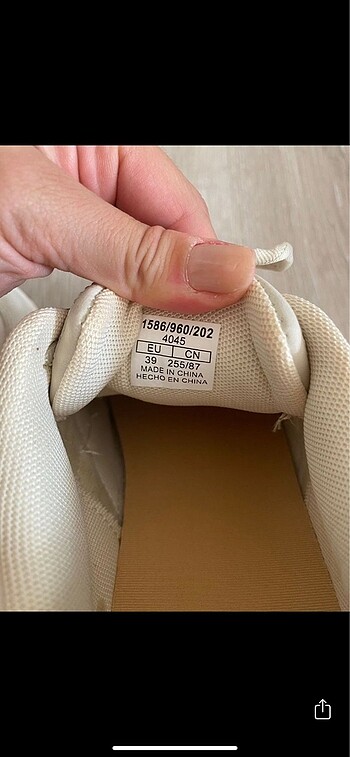 1586/960/202
4045
EU CN
39 255/87
MADE IN CHINA
HECHO EN CHINA